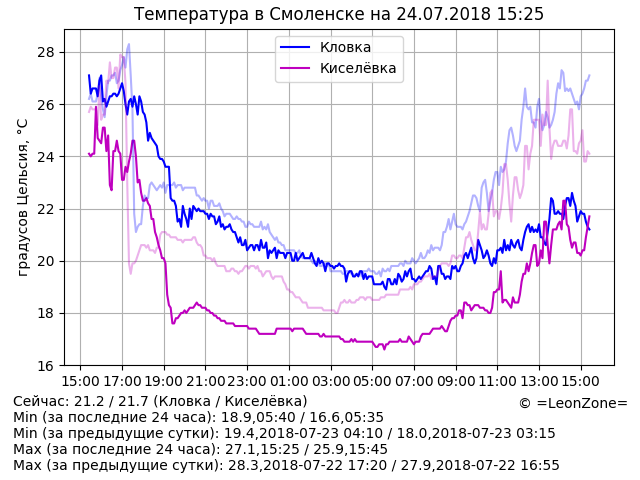 Температура в Смоленске на 24.07.2018 15:25
Кловка
Киселёвка
градусов Цельсия, °C
28
26
24
22
20
18
16
15:00 17:00 19:00 21:00 23:00 01:00 03:00 05:00 07:00 09:00 11:00 13:00 15:00
Сейчас: 21.2 / 21.7 (Кловка / Киселёвка)
© =LeonZone=
Min (за последние 24 часа): 18.9,05:40 / 16.6,05:35
Min (за предыдущие сутки): 19.4,2018-07-23 04:10 / 18.0,2018-07-23 03:15
Max (за последние 24 часа): 27.1,15:25 / 25.9,15:45
Max (за предыдущие сутки): 28.3,2018-07-22 17:20 / 27.9,2018-07-22 16:55